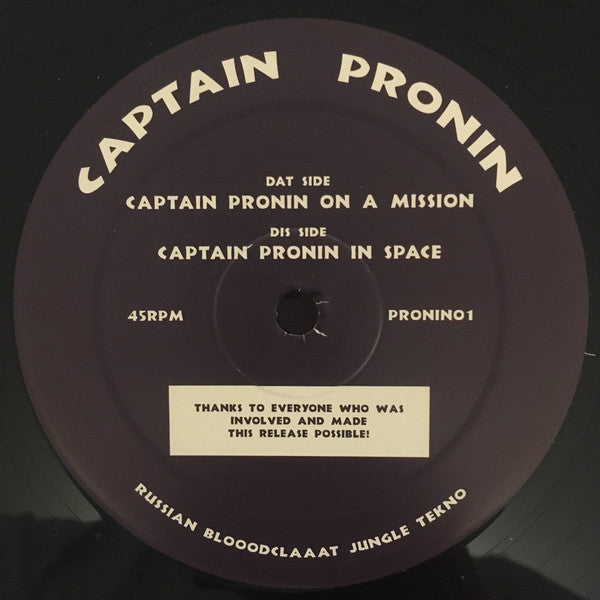 CAPTAIN PRONIN
DAT SIDE
CAPTAIN PRONIN ON A MISSION
DIS SIDE
CAPTAIN PRONIN IN SPACE
45RPM PRONIN01
THANKS TO EVERYONE WHO WAS
INVOLVED AND MADE
THIS RELEASE POSSIBLE!
RUSSIAN BLOOODCLAAAT JUNGLE TEKNO